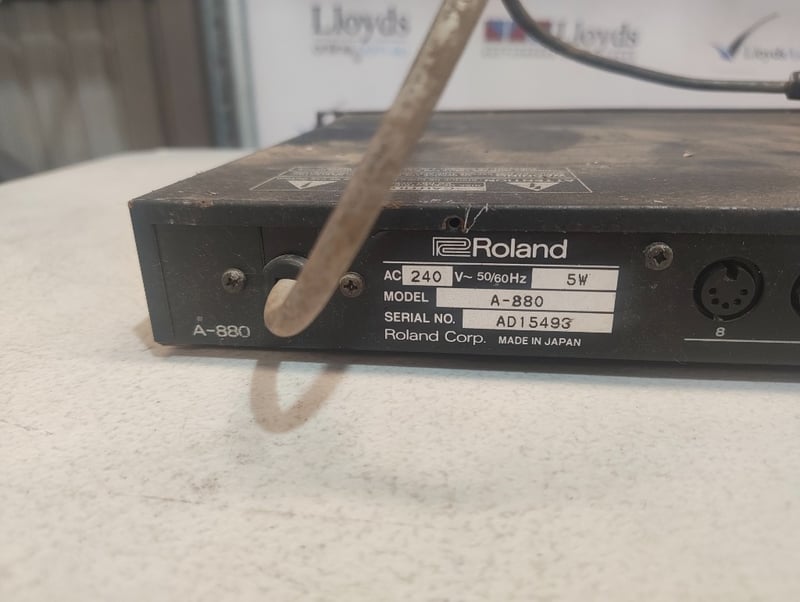 Lloyds
Lloyds
Lloyds
Roland
AC 240 V~ 50/60Hz 5W
MODEL A-880
SERIAL NO. AD15493
Roland Corp. MADE IN JAPAN
A-880
8